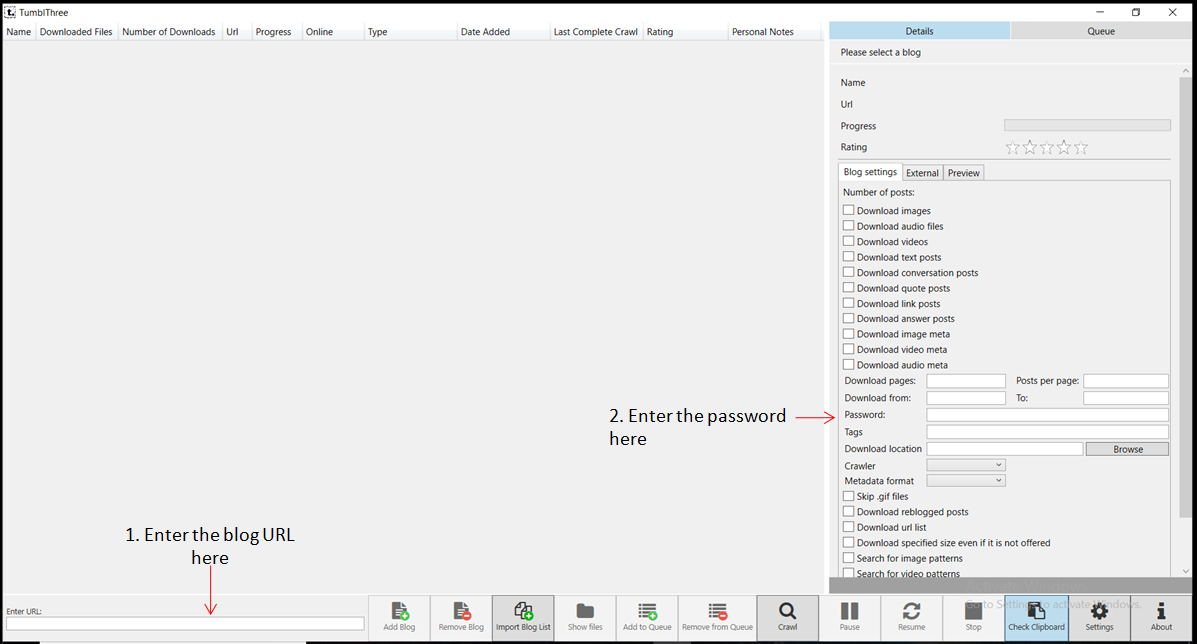 TumblThree
Name Downloaded Files Number of Downloads Url Progress Online Type Date Added Last Complete Crawl Rating Personal Notes
Details Queue
Please select a blog
Name
Url
Progress
Rating
Blog settings External Preview
Number of posts:
Download images
Download audio files
Download videos
Download text posts
Download conversation posts
Download quote posts
Download link posts
Download answer posts
Download image meta
Download video meta
Download audio meta
Download pages: Posts per page:
Download from: To:
Password:
Tags
Download location Browse
Crawler
Metadata format
Skip .gif files
Download reblogged posts
Download url list
Download specified size even if it is not offered
Search for image patterns
Search for video patterns
2. Enter the password
here
1. Enter the blog URL
here
Enter URL:
Add Blog Remove Blog Import Blog List Show files Add to Queue Remove from Queue Crawl Pause Resume Stop Check Clipboard Settings About
Go to Settings to activate Windows.